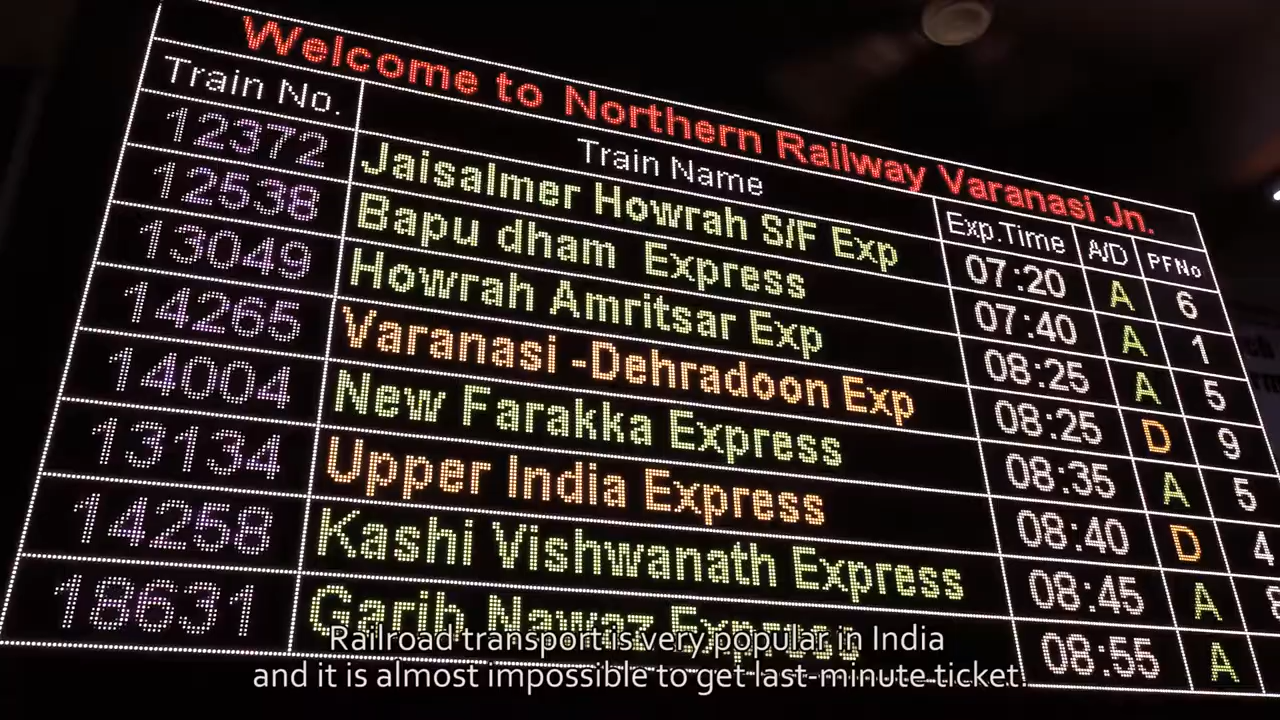 Welcome to Northern Railway Varanasi Jn.
Train No. Train Name Exp.Time A/D PFNo
12372 Jaisalmer Howrah S/F Exp 07:20 A 6
12538 Bapu dham Express 07:40 A 1
13049 Howrah Amritsar Exp 08:25 A 5
14265 Varanasi -Dehradoon Exp 08:25 D 9
14004 New Farakka Express 08:35 A 5
13134 Upper India Express 08:40 D 4
14258 Kashi Vishwanath Express 08:45 A
18631 Garib Nawaz Express 08:55 A
Railroad transport is very popular in India
and it is almost impossible to get last-minute ticket.